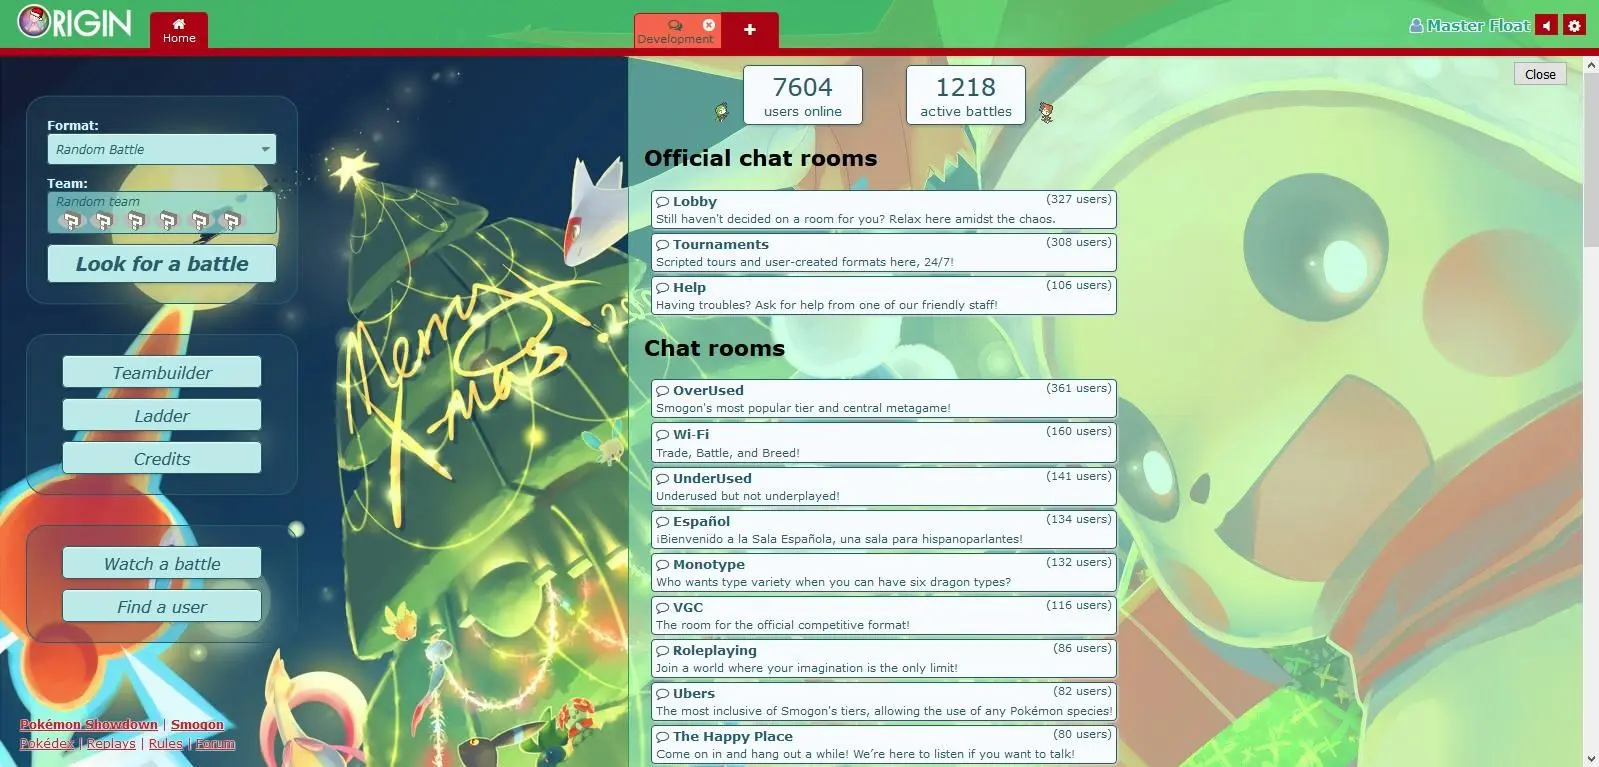 ORIGIN
Home
Development
Master Float
Close
Format:
Random Battle
Team:
Random team
Look for a battle
Teambuilder
Ladder
Credits
Watch a battle
Find a user
Pokémon Showdown | Smogon
Pokédex | Replays | Rules | Forum
Merry
Xmas
7604
users online
1218
active battles
Official chat rooms
Lobby (327 users)
Still haven't decided on a room for you? Relax here amidst the chaos.
Tournaments (308 users)
Scripted tours and user-created formats here, 24/7!
Help (106 users)
Having troubles? Ask for help from one of our friendly staff!
Chat rooms
OverUsed (361 users)
Smogon's most popular tier and central metagame!
Wi-Fi (160 users)
Trade, Battle, and Breed!
UnderUsed (141 users)
Underused but not underplayed!
Español (134 users)
¡Bienvenido a la Sala Española, una sala para hispanoparlantes!
Monotype (132 users)
Who wants type variety when you can have six dragon types?
VGC (116 users)
The room for the official competitive format!
Roleplaying (86 users)
Join a world where your imagination is the only limit!
Ubers (82 users)
The most inclusive of Smogon's tiers, allowing the use of any Pokémon species!
The Happy Place (80 users)
Come on in and hang out a while! We’re here to listen if you want to talk!